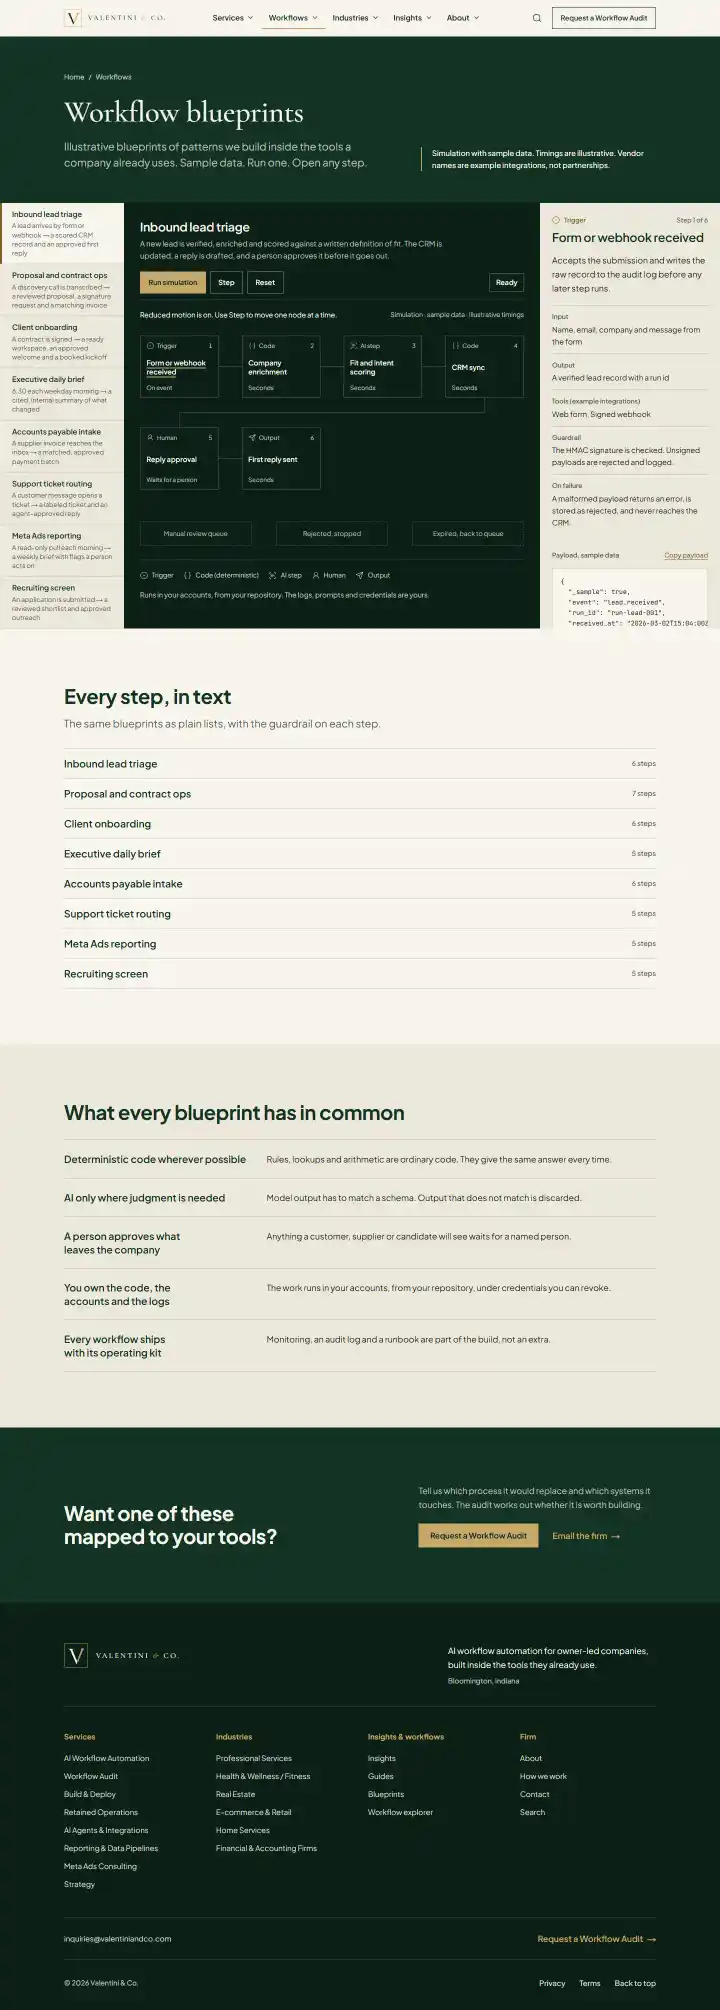 V VALENTINI & CO.
Services
Workflows
Industries
Insights
About
Request a Workflow Audit
Home / Workflows
Workflow blueprints
Illustrative blueprints of patterns we build inside the tools a
company already uses. Sample data. Run one. Open any step.
Simulation with sample data. Timings are illustrative. Vendor
names are example integrations, not partnerships.
Inbound lead triage
A lead arrives by form or
webhook → a scored CRM
record and an approved first
reply
Proposal and contract ops
A discovery call is transcribed →
a reviewed proposal, a signature
request and a matching invoice
Client onboarding
A contract is signed → a ready
workspace, an approved
welcome and a booked kickoff
Executive daily brief
6:30 each weekday morning → a
cited, internal summary of what
changed
Accounts payable intake
A supplier invoice reaches the
inbox → a matched, approved
payment batch
Support ticket routing
A customer message opens a
ticket → a labeled ticket and an
agent-approved reply
Meta Ads reporting
A read-only pull each morning →
a weekly brief with flags a person
acts on
Recruiting screen
An application is submitted → a
reviewed shortlist and approved
outreach
Inbound lead triage
A new lead is verified, enriched and scored against a written definition of fit. The CRM is
updated, a reply is drafted, and a person approves it before it goes out.
Run simulation
Step
Reset
Ready
Reduced motion is on. Use Step to move one node at a time.
Simulation · sample data · Illustrative timings
Trigger 1
Form or webhook
received
On event
Code 2
Company
enrichment
Seconds
AI step 3
Fit and intent
scoring
Seconds
Code 4
CRM sync
Seconds
Human 5
Reply approval
Waits for a person
Output 6
First reply sent
Seconds
Manual review queue
Rejected, stopped
Expired, back to queue
Trigger
Code (deterministic)
AI step
Human
Output
Runs in your accounts, from your repository. The logs, prompts and credentials are yours.
Trigger
Step 1 of 6
Form or webhook received
Accepts the submission and writes the
raw record to the audit log before any
later step runs.
Input
Name, email, company and message from
the form
Output
A verified lead record with a run id
Tools (example integrations)
Web form, Signed webhook
Guardrail
The HMAC signature is checked. Unsigned
payloads are rejected and logged.
On failure
A malformed payload returns an error, is
stored as rejected, and never reaches the
CRM.
Payload, sample data
Copy payload
{
"_sample": true,
"event": "lead.received",
"run_id": "run-lead-001",
"received_at": "2026-03-02T15:04:00Z
Every step, in text
The same blueprints as plain lists, with the guardrail on each step.
Inbound lead triage 6 steps
Proposal and contract ops 7 steps
Client onboarding 6 steps
Executive daily brief 5 steps
Accounts payable intake 6 steps
Support ticket routing 5 steps
Meta Ads reporting 5 steps
Recruiting screen 5 steps
What every blueprint has in common
Deterministic code wherever possible
Rules, lookups and arithmetic are ordinary code. They give the same answer every time.
AI only where judgment is needed
Model output has to match a schema. Output that does not match is discarded.
A person approves what
leaves the company
Anything a customer, supplier or candidate will see waits for a named person.
You own the code, the
accounts and the logs
The work runs in your accounts, from your repository, under credentials you can revoke.
Every workflow ships
with its operating kit
Monitoring, an audit log and a runbook are part of the build, not an extra.
Want one of these
mapped to your tools?
Tell us which process it would replace and which systems it
touches. The audit works out whether it is worth building.
Request a Workflow Audit
Email the firm →
V VALENTINI & CO.
AI workflow automation for owner-led companies,
built inside the tools they already use.
Bloomington, Indiana
Services
AI Workflow Automation
Workflow Audit
Build & Deploy
Retained Operations
AI Agents & Integrations
Reporting & Data Pipelines
Meta Ads Consulting
Strategy
Industries
Professional Services
Health & Wellness / Fitness
Real Estate
E-commerce & Retail
Home Services
Financial & Accounting Firms
Insights & workflows
Insights
Guides
Blueprints
Workflow explorer
Firm
About
How we work
Contact
Search
inquiries@valentiniandco.com
Request a Workflow Audit →
© 2026 Valentini & Co.
Privacy
Terms
Back to top